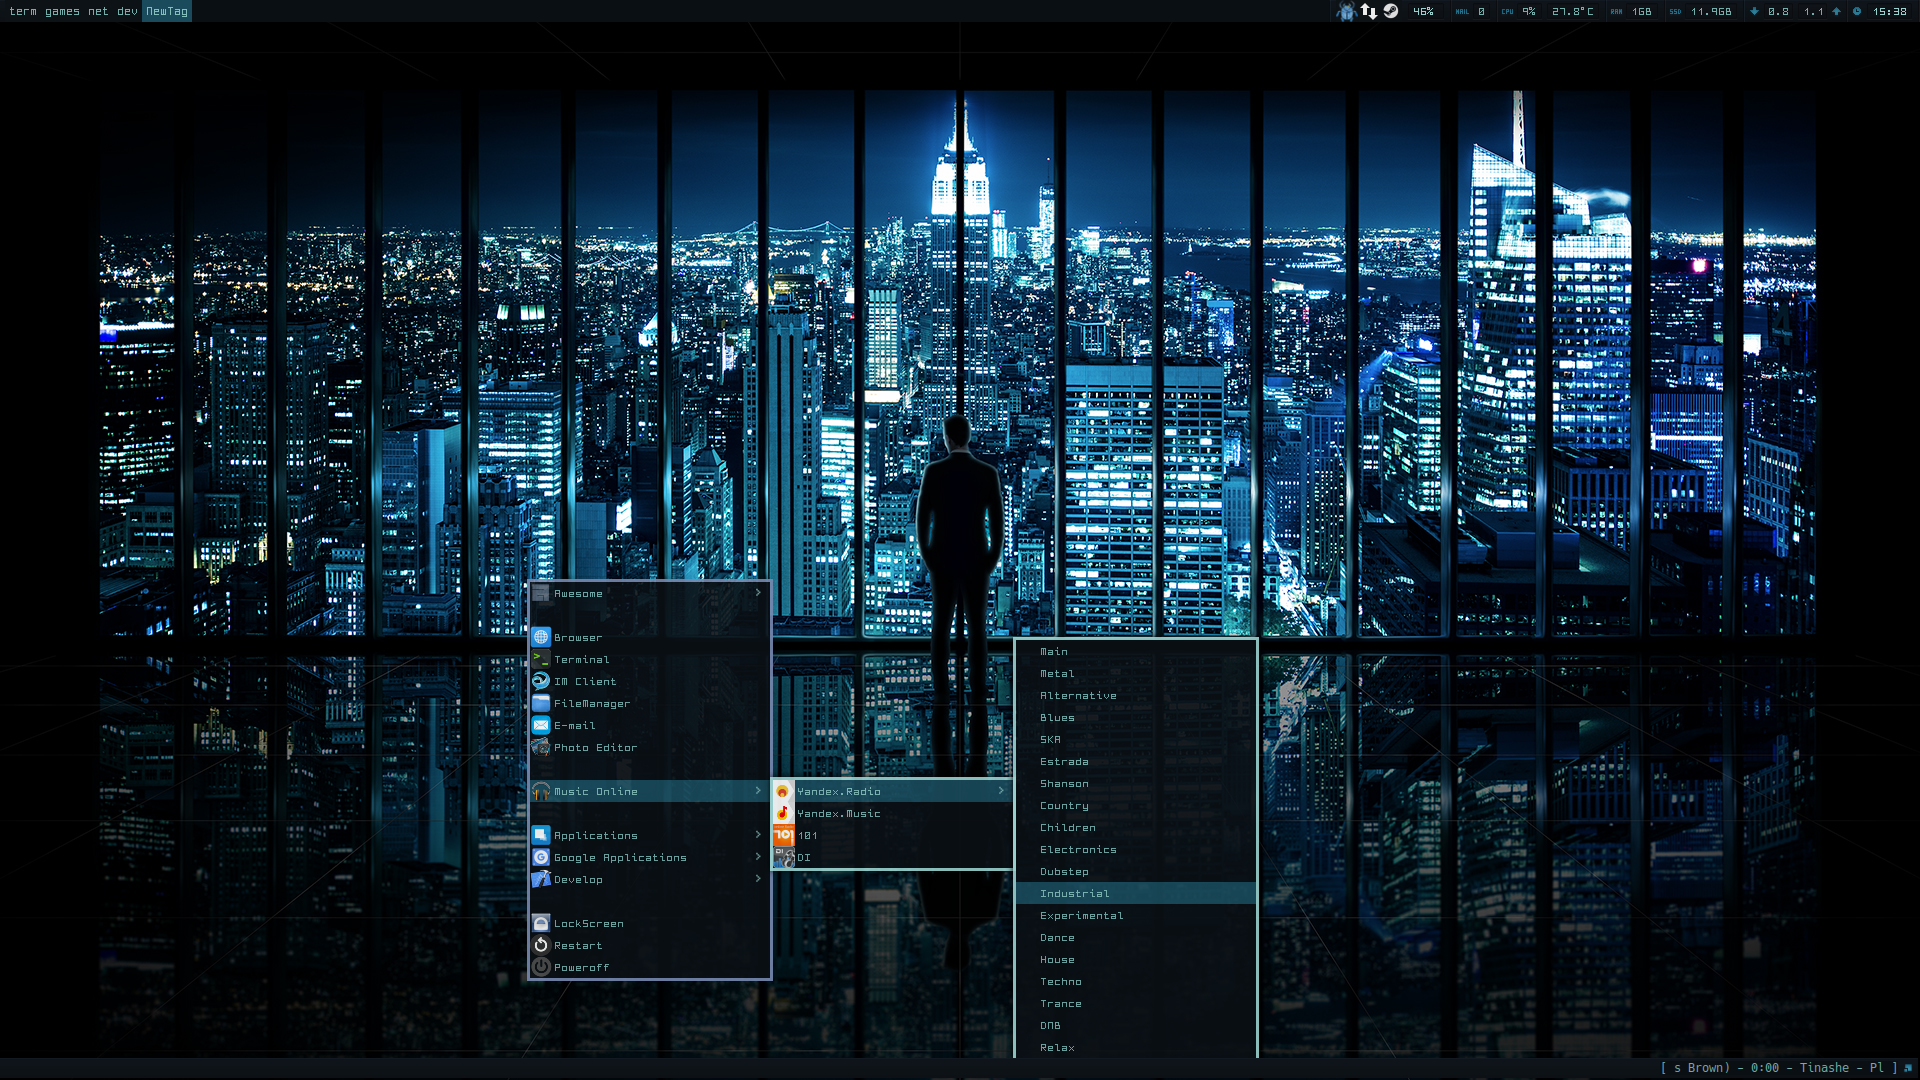 term games net dev NewTag
46% MAIL 0 CPU 9% 27.8°C RAM 1GB SSD 11.9GB 0.8 1.1 15:38
Awesome
Browser
Terminal
IM Client
FileManager
E-mail
Photo Editor
Music Online
Applications
Google Applications
Develop
LockScreen
Restart
Poweroff
Yandex.Radio
Yandex.Music
101
DI
Main
Metal
Alternative
Blues
SKA
Estrada
Shanson
Country
Children
Electronics
Dubstep
Industrial
Experimental
Dance
House
Techno
Trance
DNB
Relax
[ s Brown) - 0:00 - Tinashe - Pl ]